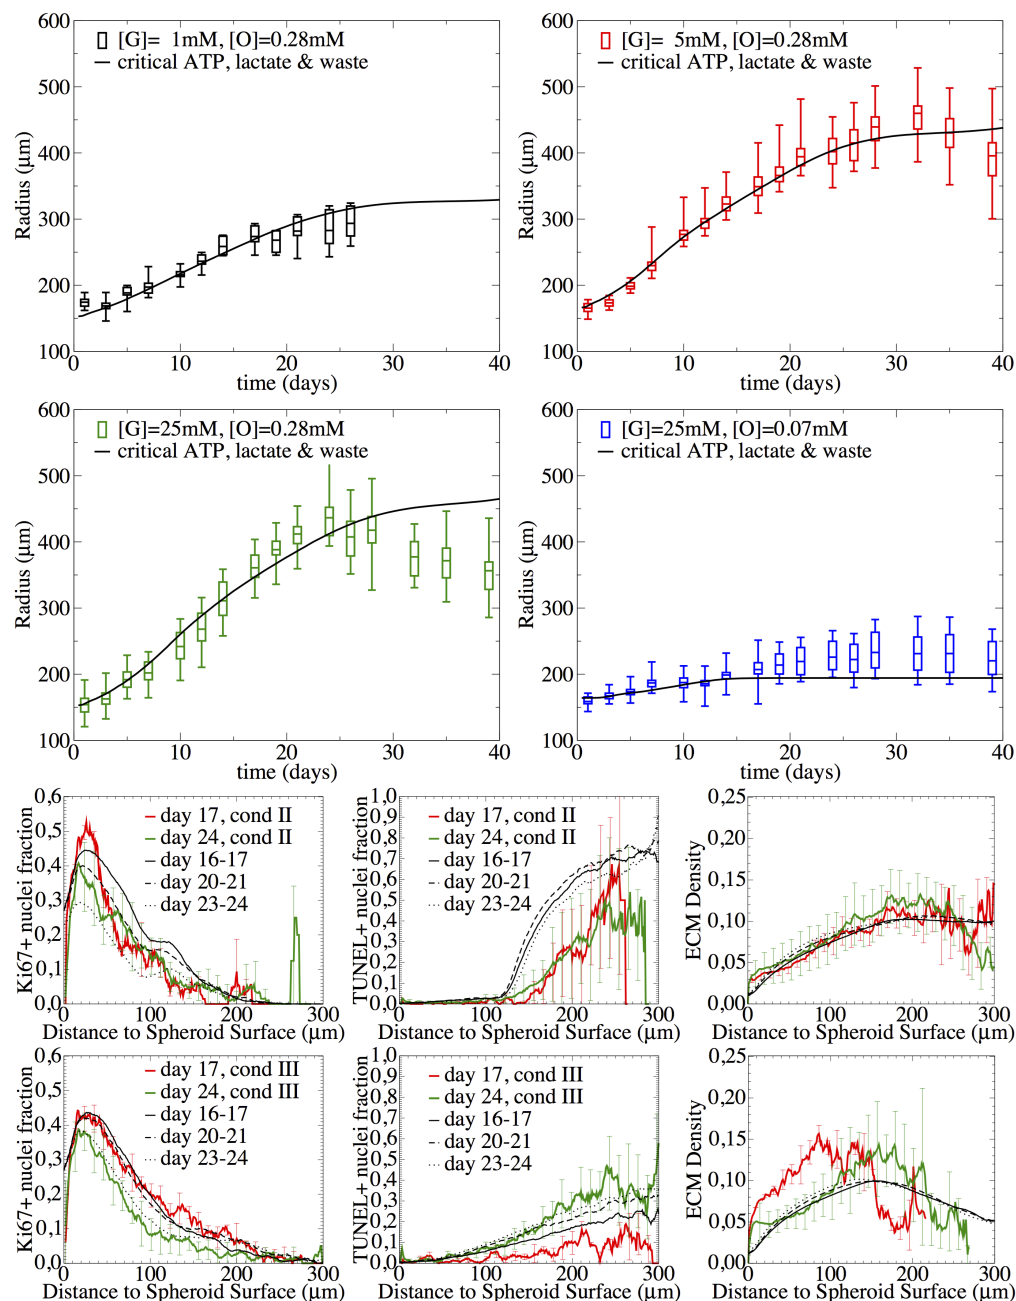 600
500
400
300
200
100
0 10 20 30 40
Radius (μm)
time (days)
[G]= 1mM, [O]=0.28mM
critical ATP, lactate & waste
600
500
400
300
200
100
0 10 20 30 40
Radius (μm)
time (days)
[G]= 5mM, [O]=0.28mM
critical ATP, lactate & waste
600
500
400
300
200
100
0 10 20 30 40
Radius (μm)
time (days)
[G]=25mM, [O]=0.28mM
critical ATP, lactate & waste
600
500
400
300
200
100
0 10 20 30 40
Radius (μm)
time (days)
[G]=25mM, [O]=0.07mM
critical ATP, lactate & waste
0,6
0,5
0,4
0,3
0,2
0,1
0,0
0 100 200 300
Ki67+ nuclei fraction
Distance to Spheroid Surface (μm)
day 17, cond II
day 24, cond II
day 16-17
day 20-21
day 23-24
1,0
0,9
0,8
0,7
0,6
0,5
0,4
0,3
0,2
0,1
0,0
0 100 200 300
TUNEL+ nuclei fraction
Distance to Spheroid Surface (μm)
day 17, cond II
day 24, cond II
day 16-17
day 20-21
day 23-24
0,25
0,20
0,15
0,10
0,05
0,00
0 100 200 300
ECM Density
Distance to Spheroid Surface (μm)
0,6
0,5
0,4
0,3
0,2
0,1
0,0
0 100 200 300
Ki67+ nuclei fraction
Distance to Spheroid Surface (μm)
day 17, cond III
day 24, cond III
day 16-17
day 20-21
day 23-24
1,0
0,9
0,8
0,7
0,6
0,5
0,4
0,3
0,2
0,1
0,0
0 100 200 300
TUNEL+ nuclei fraction
Distance to Spheroid Surface (μm)
day 17, cond III
day 24, cond III
day 16-17
day 20-21
day 23-24
0,25
0,20
0,15
0,10
0,05
0,00
0 100 200 300
ECM Density
Distance to Spheroid Surface (μm)